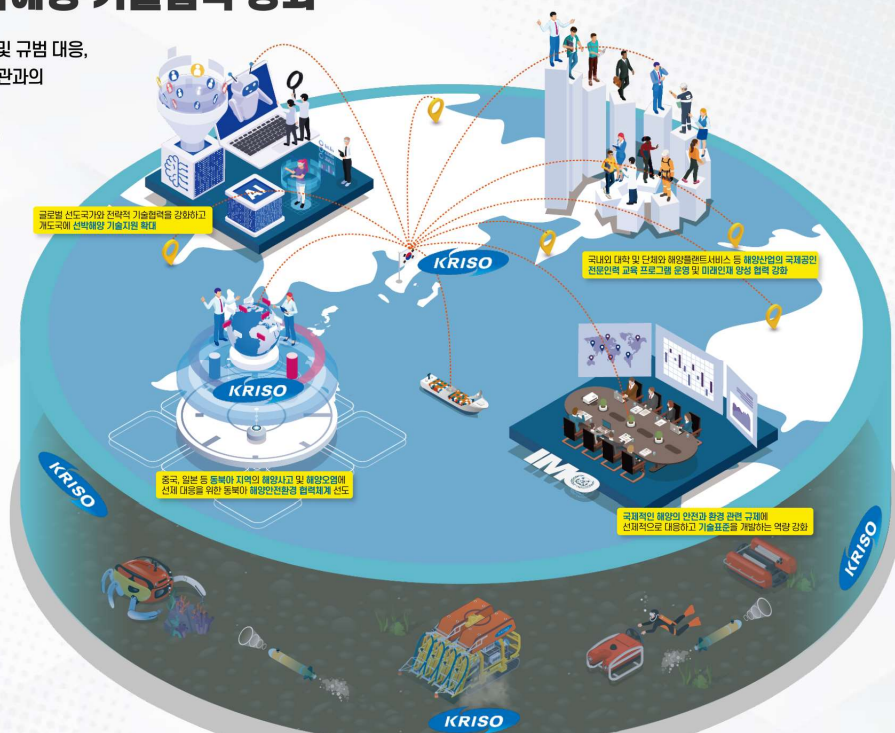 해양 기술협력 강화
및 규범 대응,
관과의
AI
글로벌 선도국가와 전략적 기술협력을 강화하고
개도국에 선박해양 기술지원 확대
KRISO
국내외 대학 및 단체와 해양플랜트서비스 등 해양산업의 국제공인
전문인력 교육 프로그램 운영 및 미래인재 양성 협력 강화
KRISO
중국, 일본 등 동북아 지역의 해양사고 및 해양오염에
선제 대응을 위한 동북아 해양안전환경 협력체계 선도
IMO
국제적인 해양의 안전과 환경 관련 규제에
선제적으로 대응하고 기술표준을 개발하는 역량 강화
KRISO
KRISO
KRISO